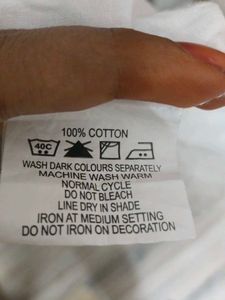 100% COTTON
40C
WASH DARK COLOURS SEPARATELY
MACHINE WASH WARM
NORMAL CYCLE
DO NOT BLEACH
LINE DRY IN SHADE
IRON AT MEDIUM SETTING
DO NOT IRON ON DECORATION